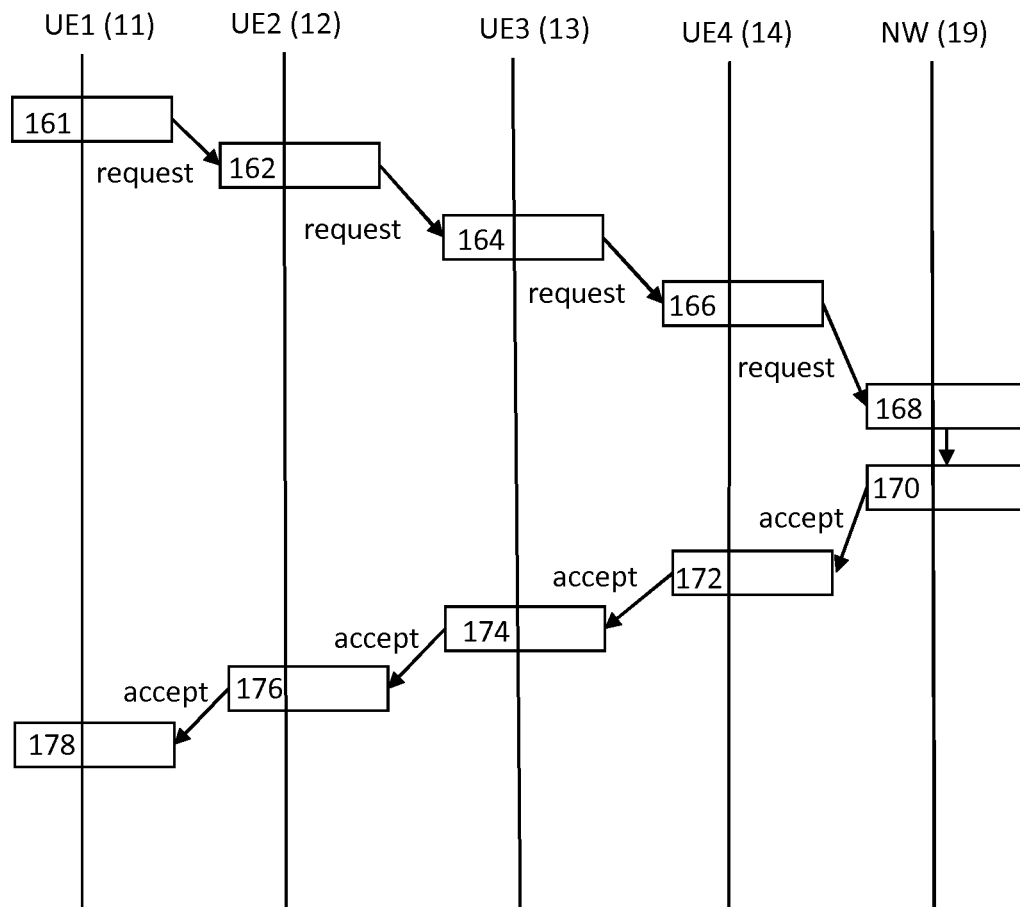 UE1 (11)
UE2 (12)
UE3 (13)
UE4 (14)
NW (19)
161
request
162
request
164
request
166
request
168
170
accept
172
accept
174
accept
176
accept
178